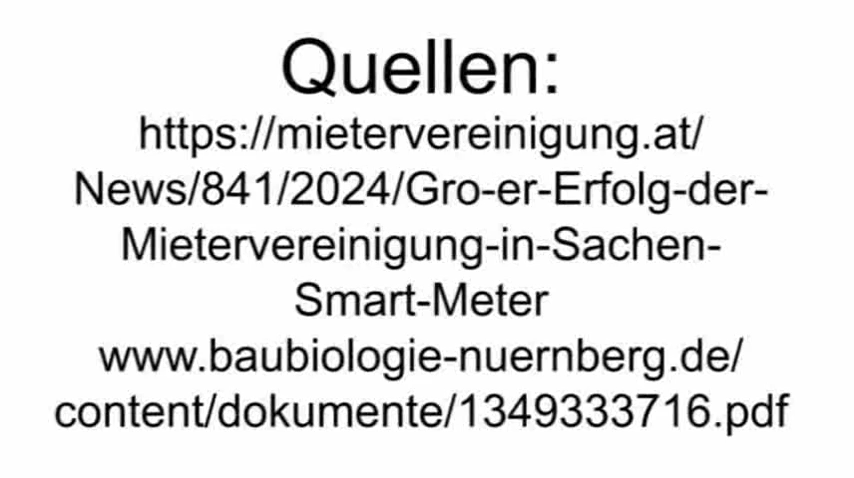 Quellen:
https://mietervereinigung.at/
News/841/2024/Gro-er-Erfolg-der-
Mietervereinigung-in-Sachen-
Smart-Meter
www.baubiologie-nuernberg.de/
content/dokumente/1349333716.pdf